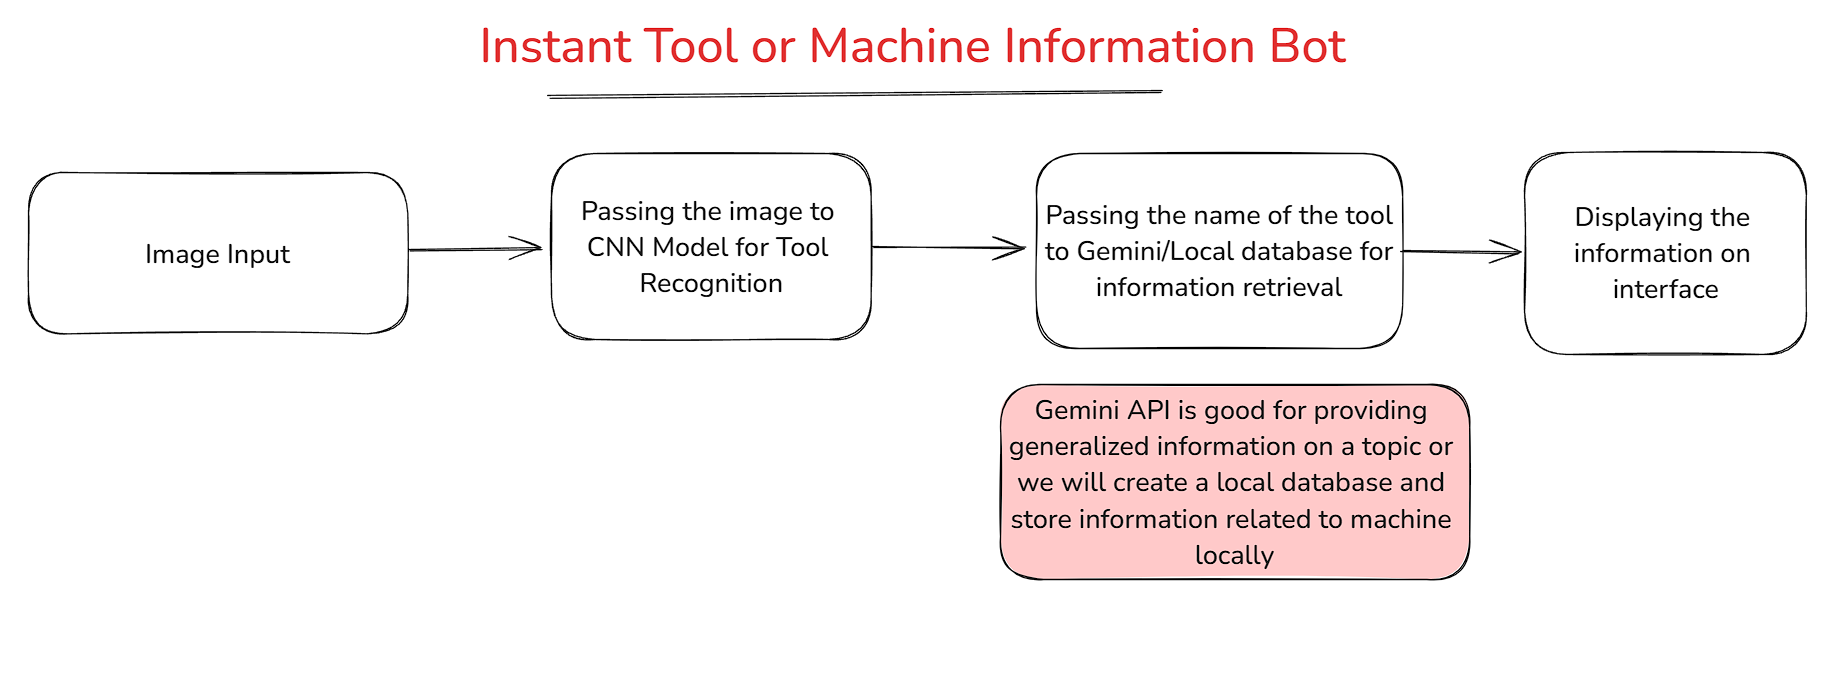 Instant Tool or Machine Information Bot
Image Input
Passing the image to
CNN Model for Tool
Recognition
Passing the name of the tool
to Gemini/Local database for
information retrieval
Displaying the
information on
interface
Gemini API is good for providing
generalized information on a topic or
we will create a local database and
store information related to machine
locally